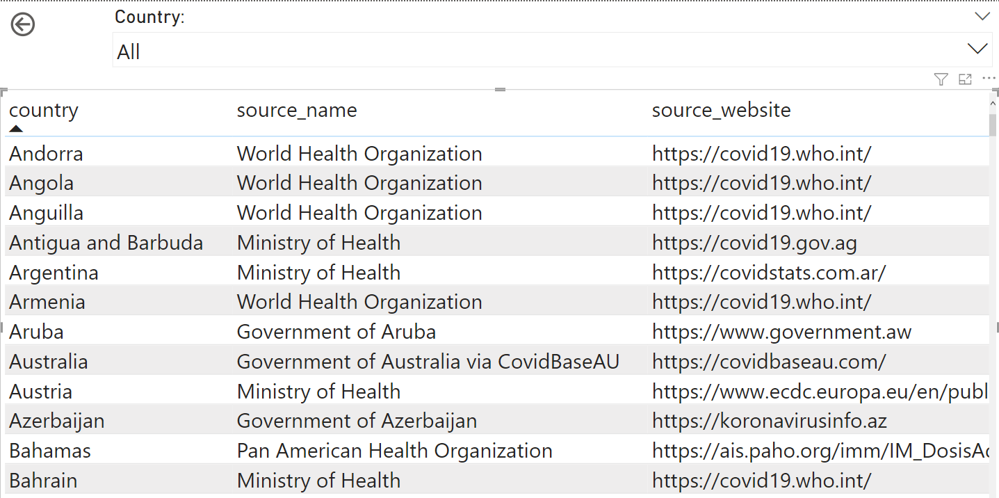 Country:
All
country source_name source_website
Andorra World Health Organization https://covid19.who.int/
Angola World Health Organization https://covid19.who.int/
Anguilla World Health Organization https://covid19.who.int/
Antigua and Barbuda Ministry of Health https://covid19.gov.ag
Argentina Ministry of Health https://covidstats.com.ar/
Armenia World Health Organization https://covid19.who.int/
Aruba Government of Aruba https://www.government.aw
Australia Government of Australia via CovidBaseAU https://covidbaseau.com/
Austria Ministry of Health https://www.ecdc.europa.eu/en/publ
Azerbaijan Government of Azerbaijan https://koronavirusinfo.az
Bahamas Pan American Health Organization https://ais.paho.org/imm/IM_DosisAc
Bahrain Ministry of Health https://covid19.who.int/